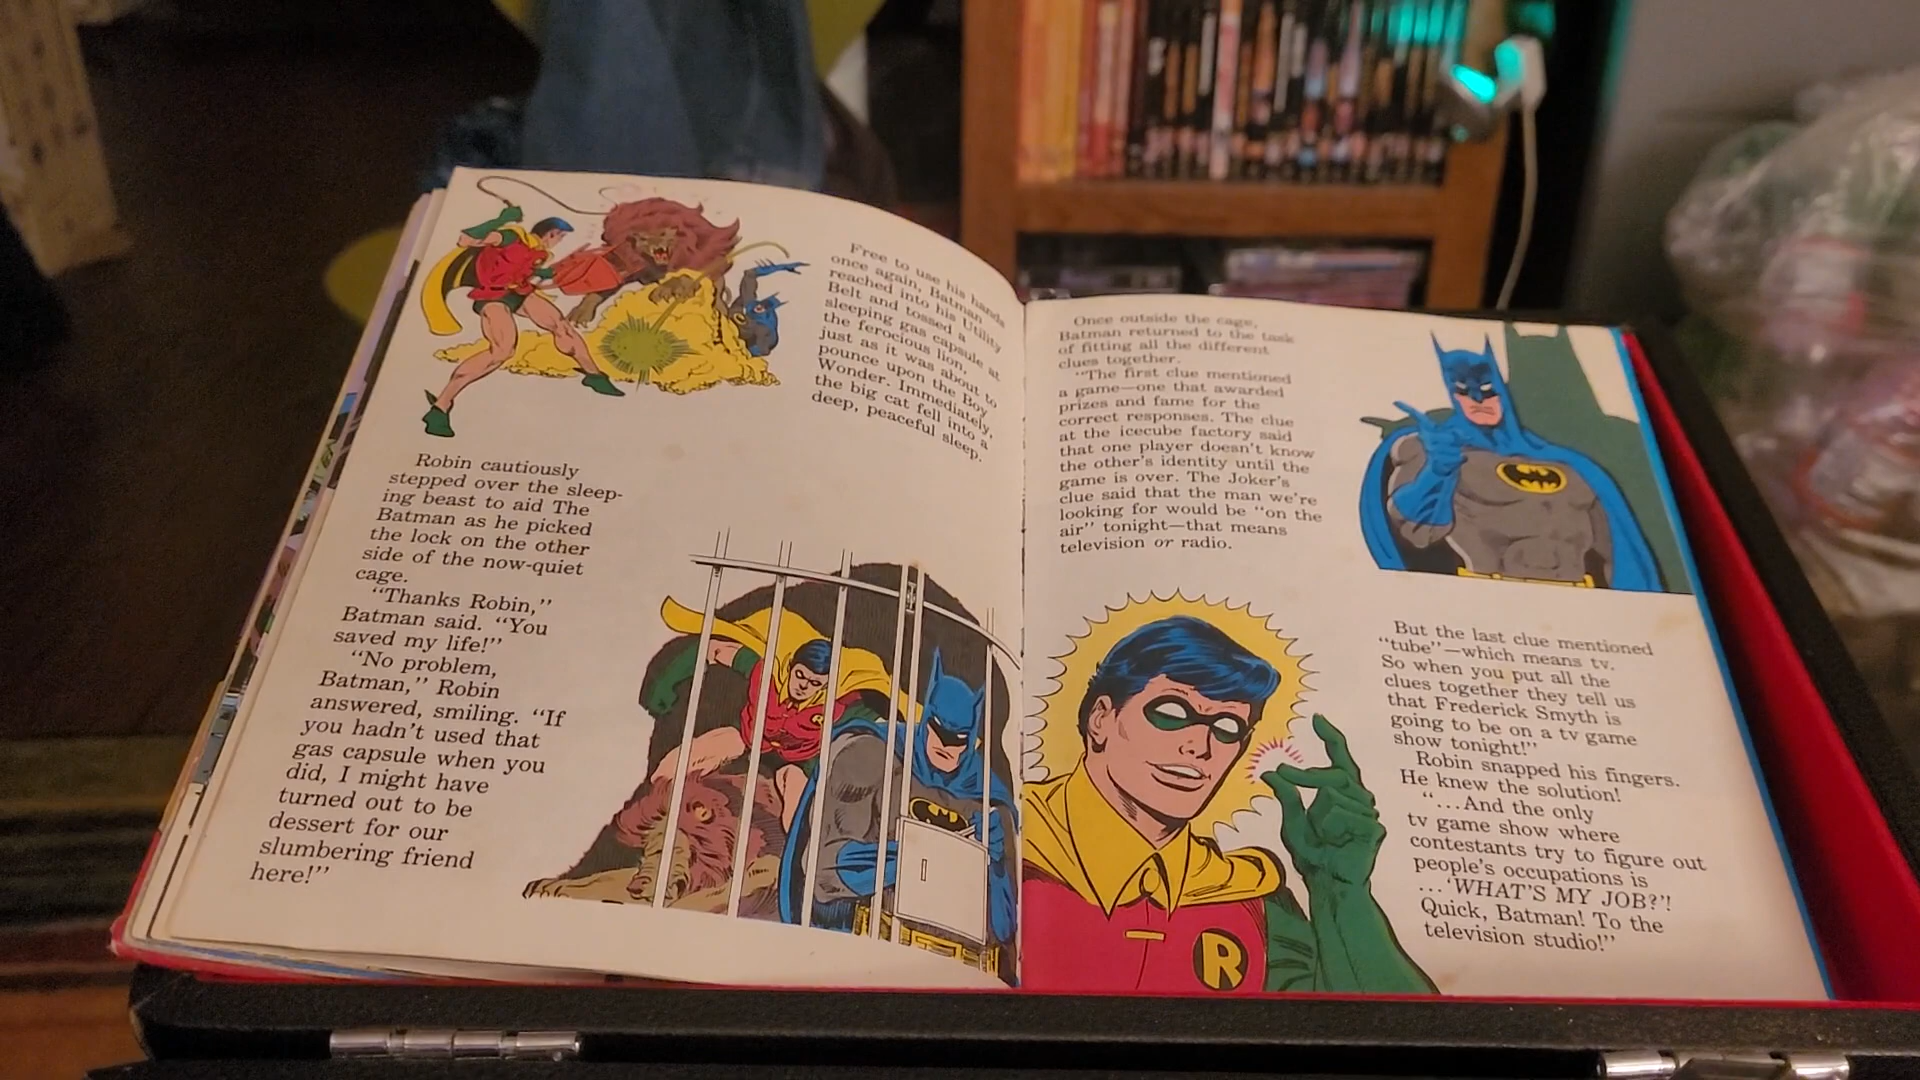 Free to use his hands
once again, Batman
reached into his Utility
Belt and tossed a
sleeping gas capsule at
the ferocious lion,
just as it was about to
pounce upon the Boy
Wonder. Immediately,
the big cat fell into a
deep, peaceful sleep.
Robin cautiously
stepped over the sleep-
ing beast to aid The
Batman as he picked
the lock on the other
side of the now-quiet
cage.
“Thanks Robin,”
Batman said. “You
saved my life!”
“No problem,
Batman,” Robin
answered, smiling. “If
you hadn't used that
gas capsule when you
did, I might have
turned out to be
dessert for our
slumbering friend
here!”
R
Once outside the cage,
Batman returned to the task
of fitting all the different
clues together.
“The first clue mentioned
a game—one that awarded
prizes and fame for the
correct responses. The clue
at the icecube factory said
that one player doesn't know
the other's identity until the
game is over. The Joker's
clue said that the man we're
looking for would be “on the
air” tonight—that means
television or radio.
But the last clue mentioned
“tube”—which means tv.
So when you put all the
clues together they tell us
that Frederick Smyth is
going to be on a tv game
show tonight!”
Robin snapped his fingers.
He knew the solution!
“...And the only
tv game show where
contestants try to figure out
people's occupations is
...‘WHAT'S MY JOB?’!
Quick, Batman! To the
television studio!”
R